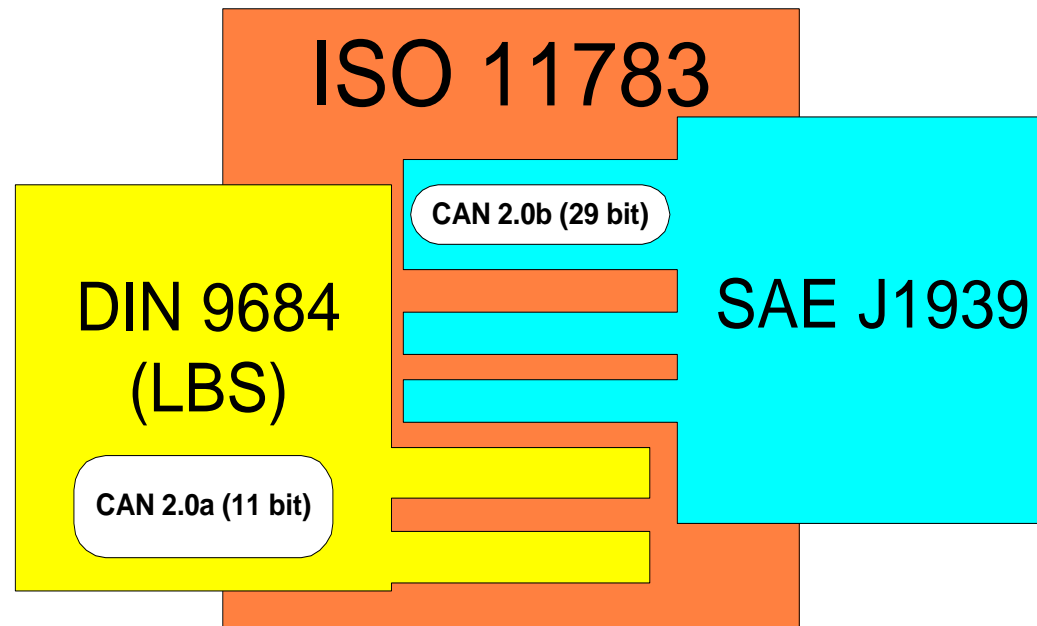 ISO 11783
CAN 2.0b (29 bit)
DIN 9684
(LBS)
SAE J1939
CAN 2.0a (11 bit)